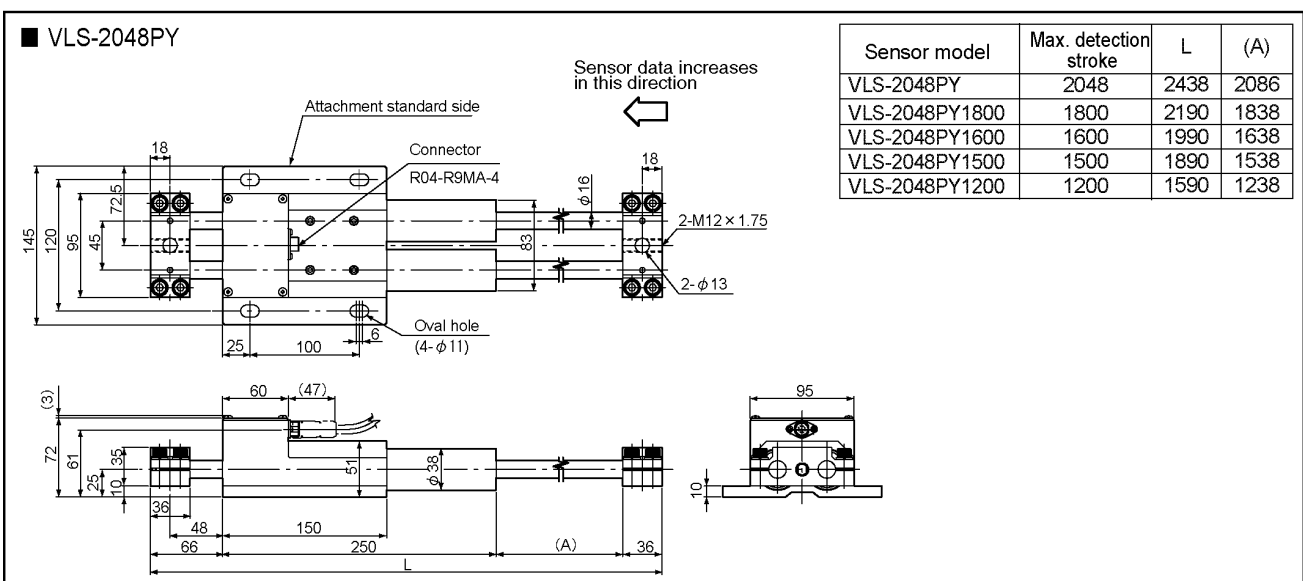 ■ VLS-2048PY
Sensor data increases
in this direction
Attachment standard side
Connector
R04-R9MA-4
18
18
72.5
145
120
95
45
φ16
83
2-M12×1.75
2-φ13
Oval hole
(4-φ11)
6
25
100
Sensor model
Max. detection stroke
L
(A)
VLS-2048PY 2048 2438 2086
VLS-2048PY1800 1800 2190 1838
VLS-2048PY1600 1600 1990 1638
VLS-2048PY1500 1500 1890 1538
VLS-2048PY1200 1200 1590 1238
60
(47)
(3)
72
61
35
25
10
36
48
150
66
250
(A)
36
L
51
φ38
95
10